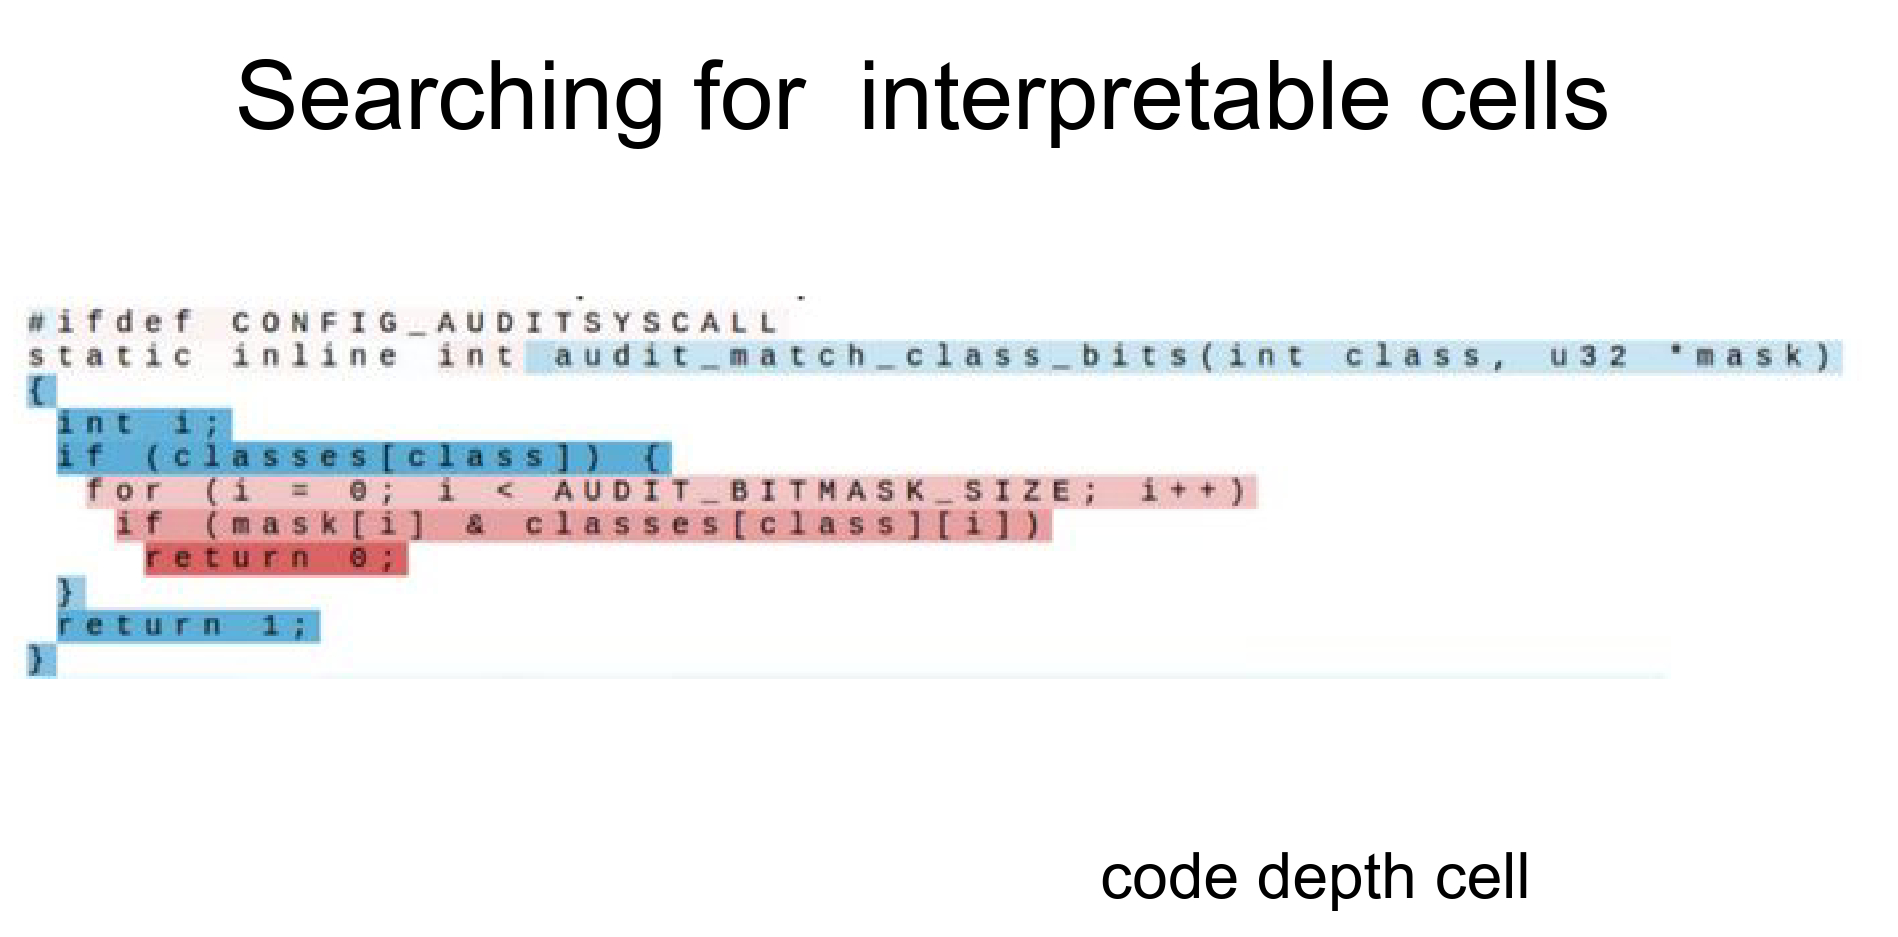 Searching for  interpretable cells
#ifdef CONFIG_AUDITSYSCALL
static inline int audit_match_class_bits(int class, u32 *mask)
{
 int i;
 if (classes[class]) {
  for (i = 0; i < AUDIT_BITMASK_SIZE; i++)
   if (mask[i] & classes[class][i])
    return 0;
 }
 return 1;
}
code depth cell